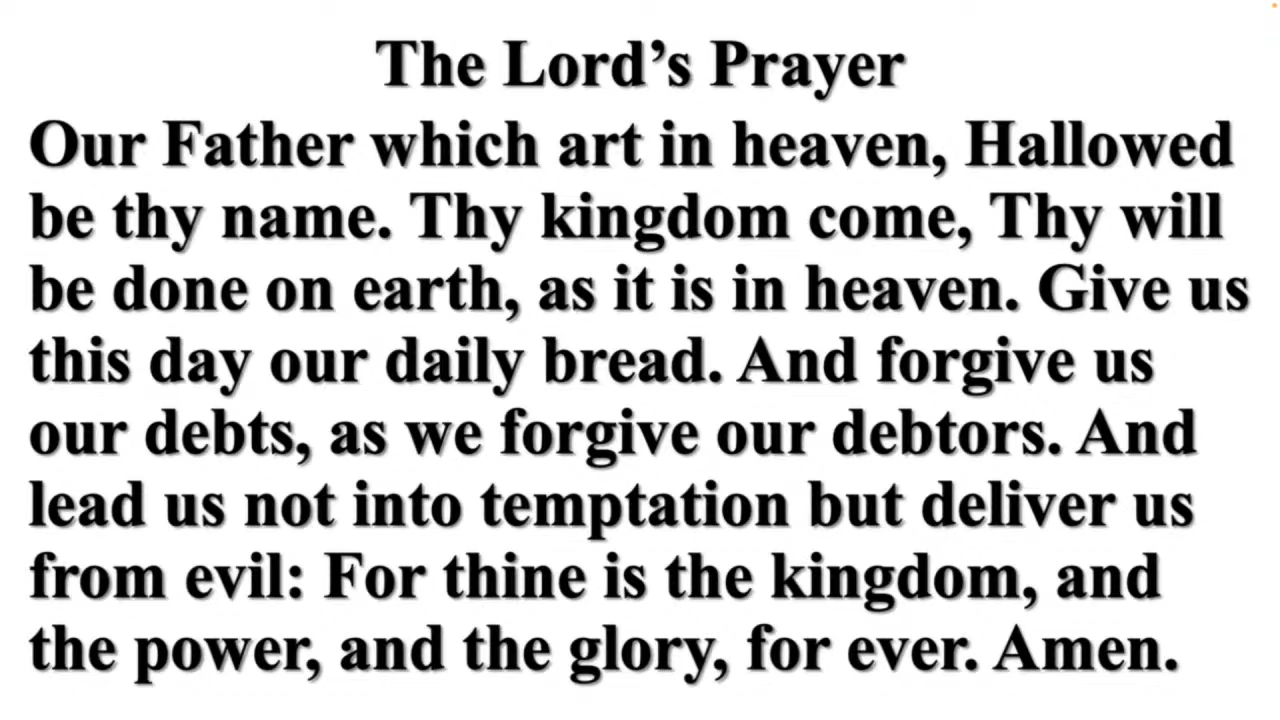 The Lord’s Prayer
Our Father which art in heaven, Hallowed
be thy name. Thy kingdom come, Thy will
be done on earth, as it is in heaven. Give us
this day our daily bread. And forgive us
our debts, as we forgive our debtors. And
lead us not into temptation but deliver us
from evil: For thine is the kingdom, and
the power, and the glory, for ever. Amen.